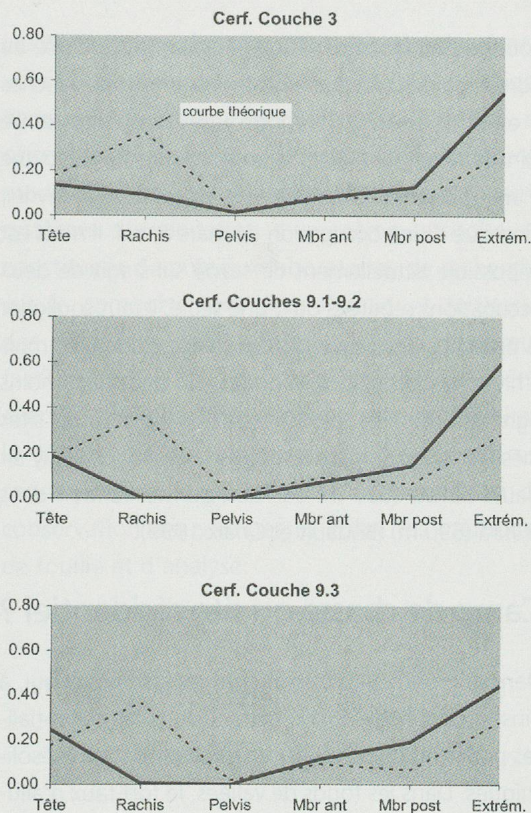 Cerf. Couche 3
0.80
0.60
0.40
courbe théorique
0.20
0.00
Tête Rachis Pelvis Mbr ant Mbr post Extrém.
Cerf. Couches 9.1-9.2
0.80
0.60
0.40
0.20
0.00
Tête Rachis Pelvis Mbr ant Mbr post Extrém.
Cerf. Couche 9.3
0.80
0.60
0.40
0.20
0.00
Tête Rachis Pelvis Mbr ant Mbr post Extrém.